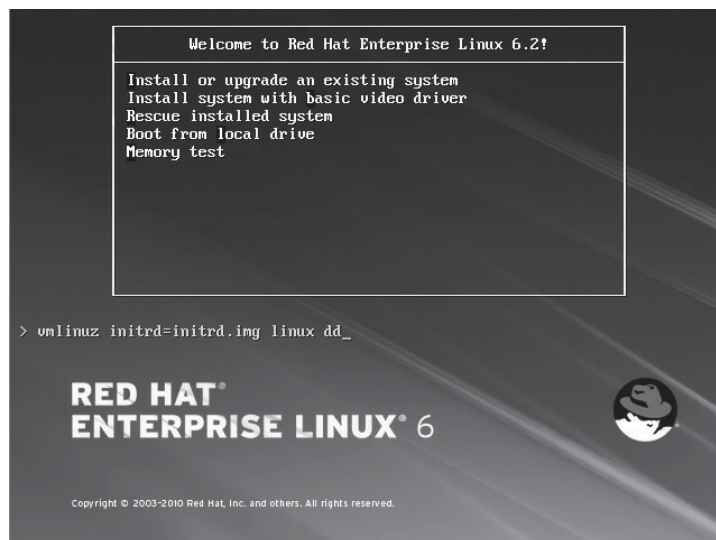 Welcome to Red Hat Enterprise Linux 6.2!
Install or upgrade an existing system
Install system with basic video driver
Rescue installed system
Boot from local drive
Memory test
> vmlinuz initrd=initrd.img linux dd_
RED HAT®
ENTERPRISE LINUX® 6
Copyright © 2003-2010 Red Hat, Inc. and others. All rights reserved.